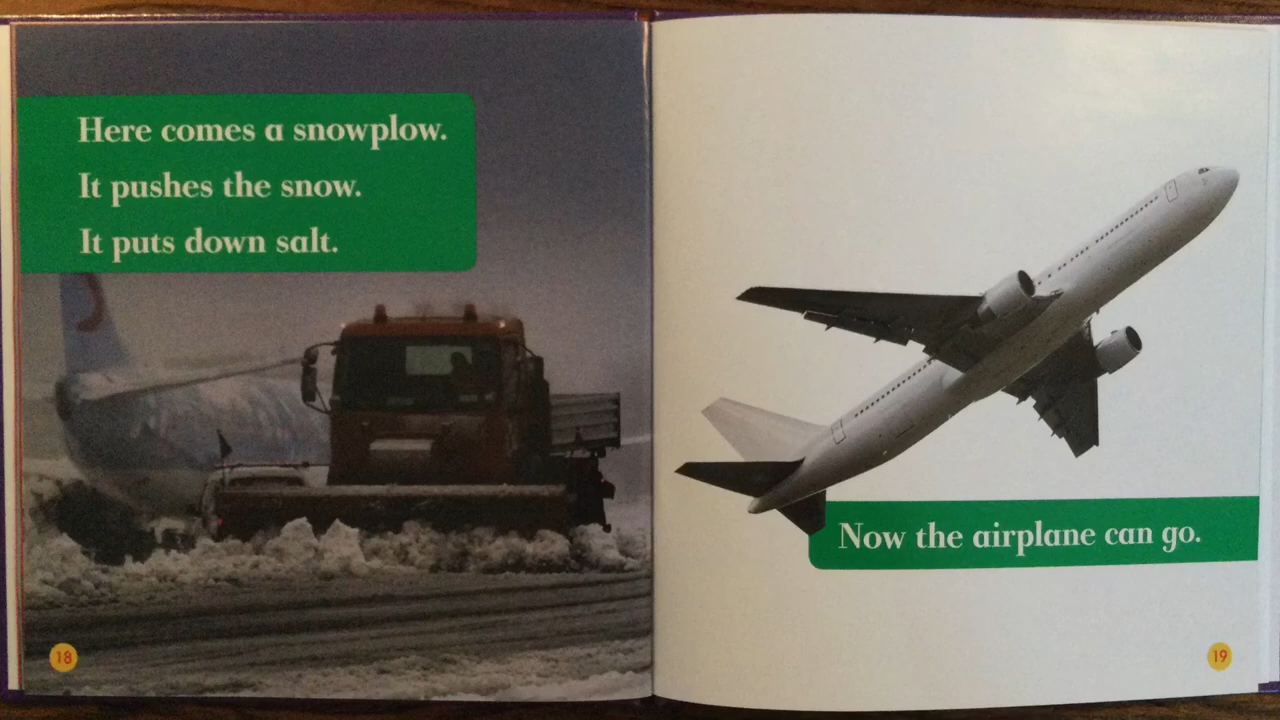 Here comes a snowplow.
It pushes the snow.
It puts down salt.
18
Now the airplane can go.
19